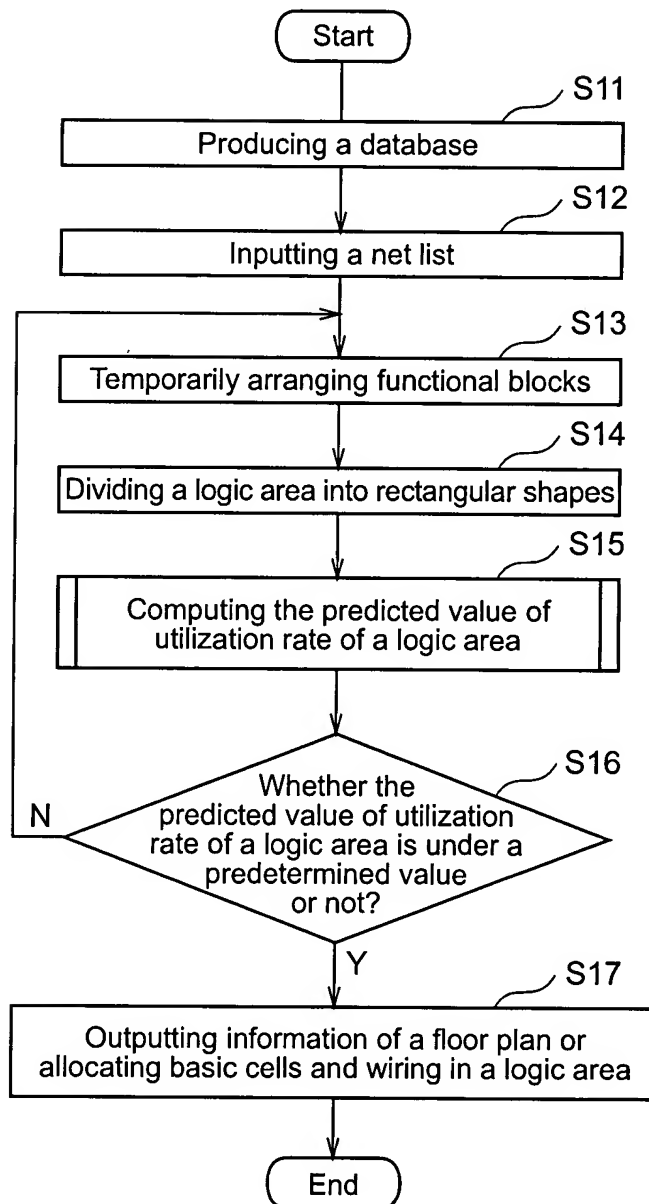 Start
S11
Producing a database
S12
Inputting a net list
S13
Temporarily arranging functional blocks
S14
Dividing a logic area into rectangular shapes
S15
Computing the predicted value of
utilization rate of a logic area
S16
Whether the
predicted value of utilization
rate of a logic area is under a
predetermined value
or not?
N
Y
S17
Outputting information of a floor plan or
allocating basic cells and wiring in a logic area
End